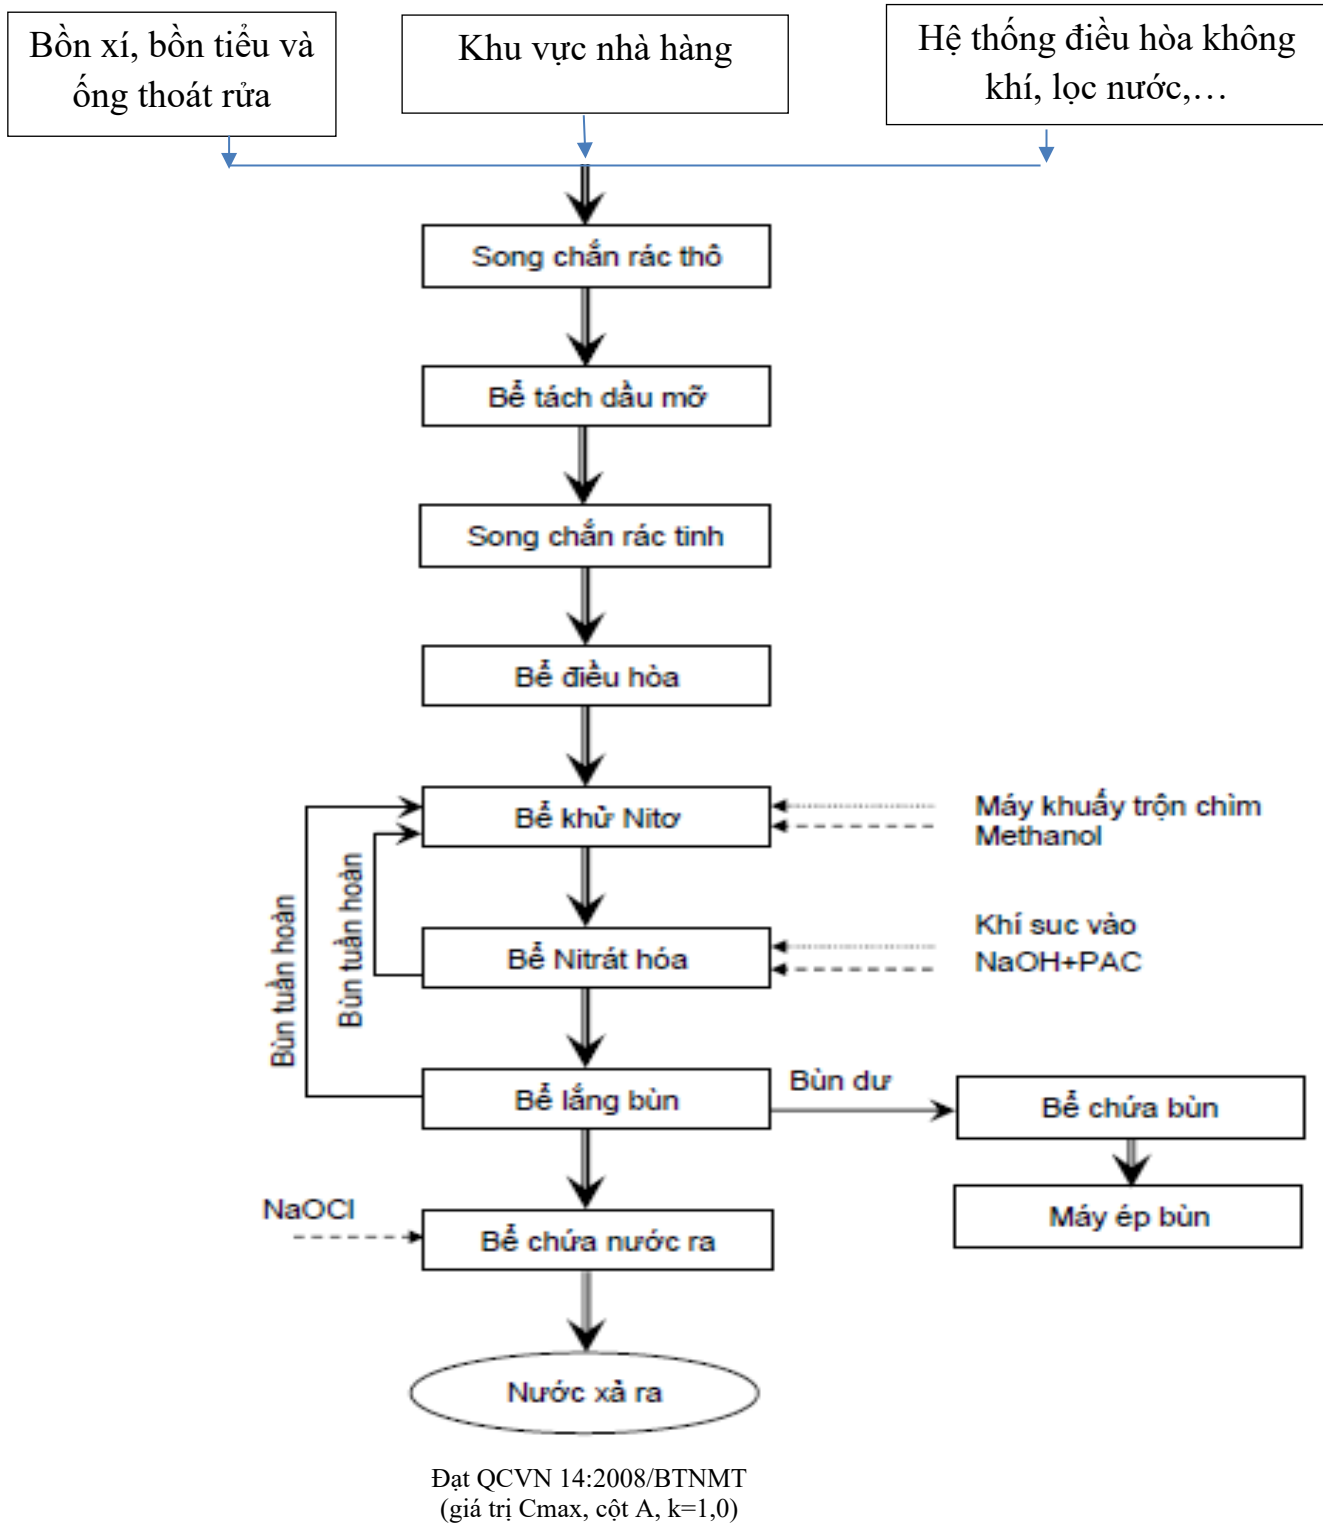 Bồn xí, bồn tiểu và
ống thoát rửa
Khu vực nhà hàng
Hệ thống điều hòa không
khí, lọc nước,…
Song chắn rác thô
Bể tách dầu mỡ
Song chắn rác tinh
Bể điều hòa
Bể khử Nitơ
Máy khuấy trộn chìm
Methanol
Bùn tuần hoàn
Bùn tuần hoàn
Bể Nitrát hóa
Khí suc vào
NaOH+PAC
Bể lắng bùn
Bùn dư
Bể chứa bùn
Máy ép bùn
NaOCl
Bể chứa nước ra
Nước xả ra
Đạt QCVN 14:2008/BTNMT
(giá trị Cmax, cột A, k=1,0)